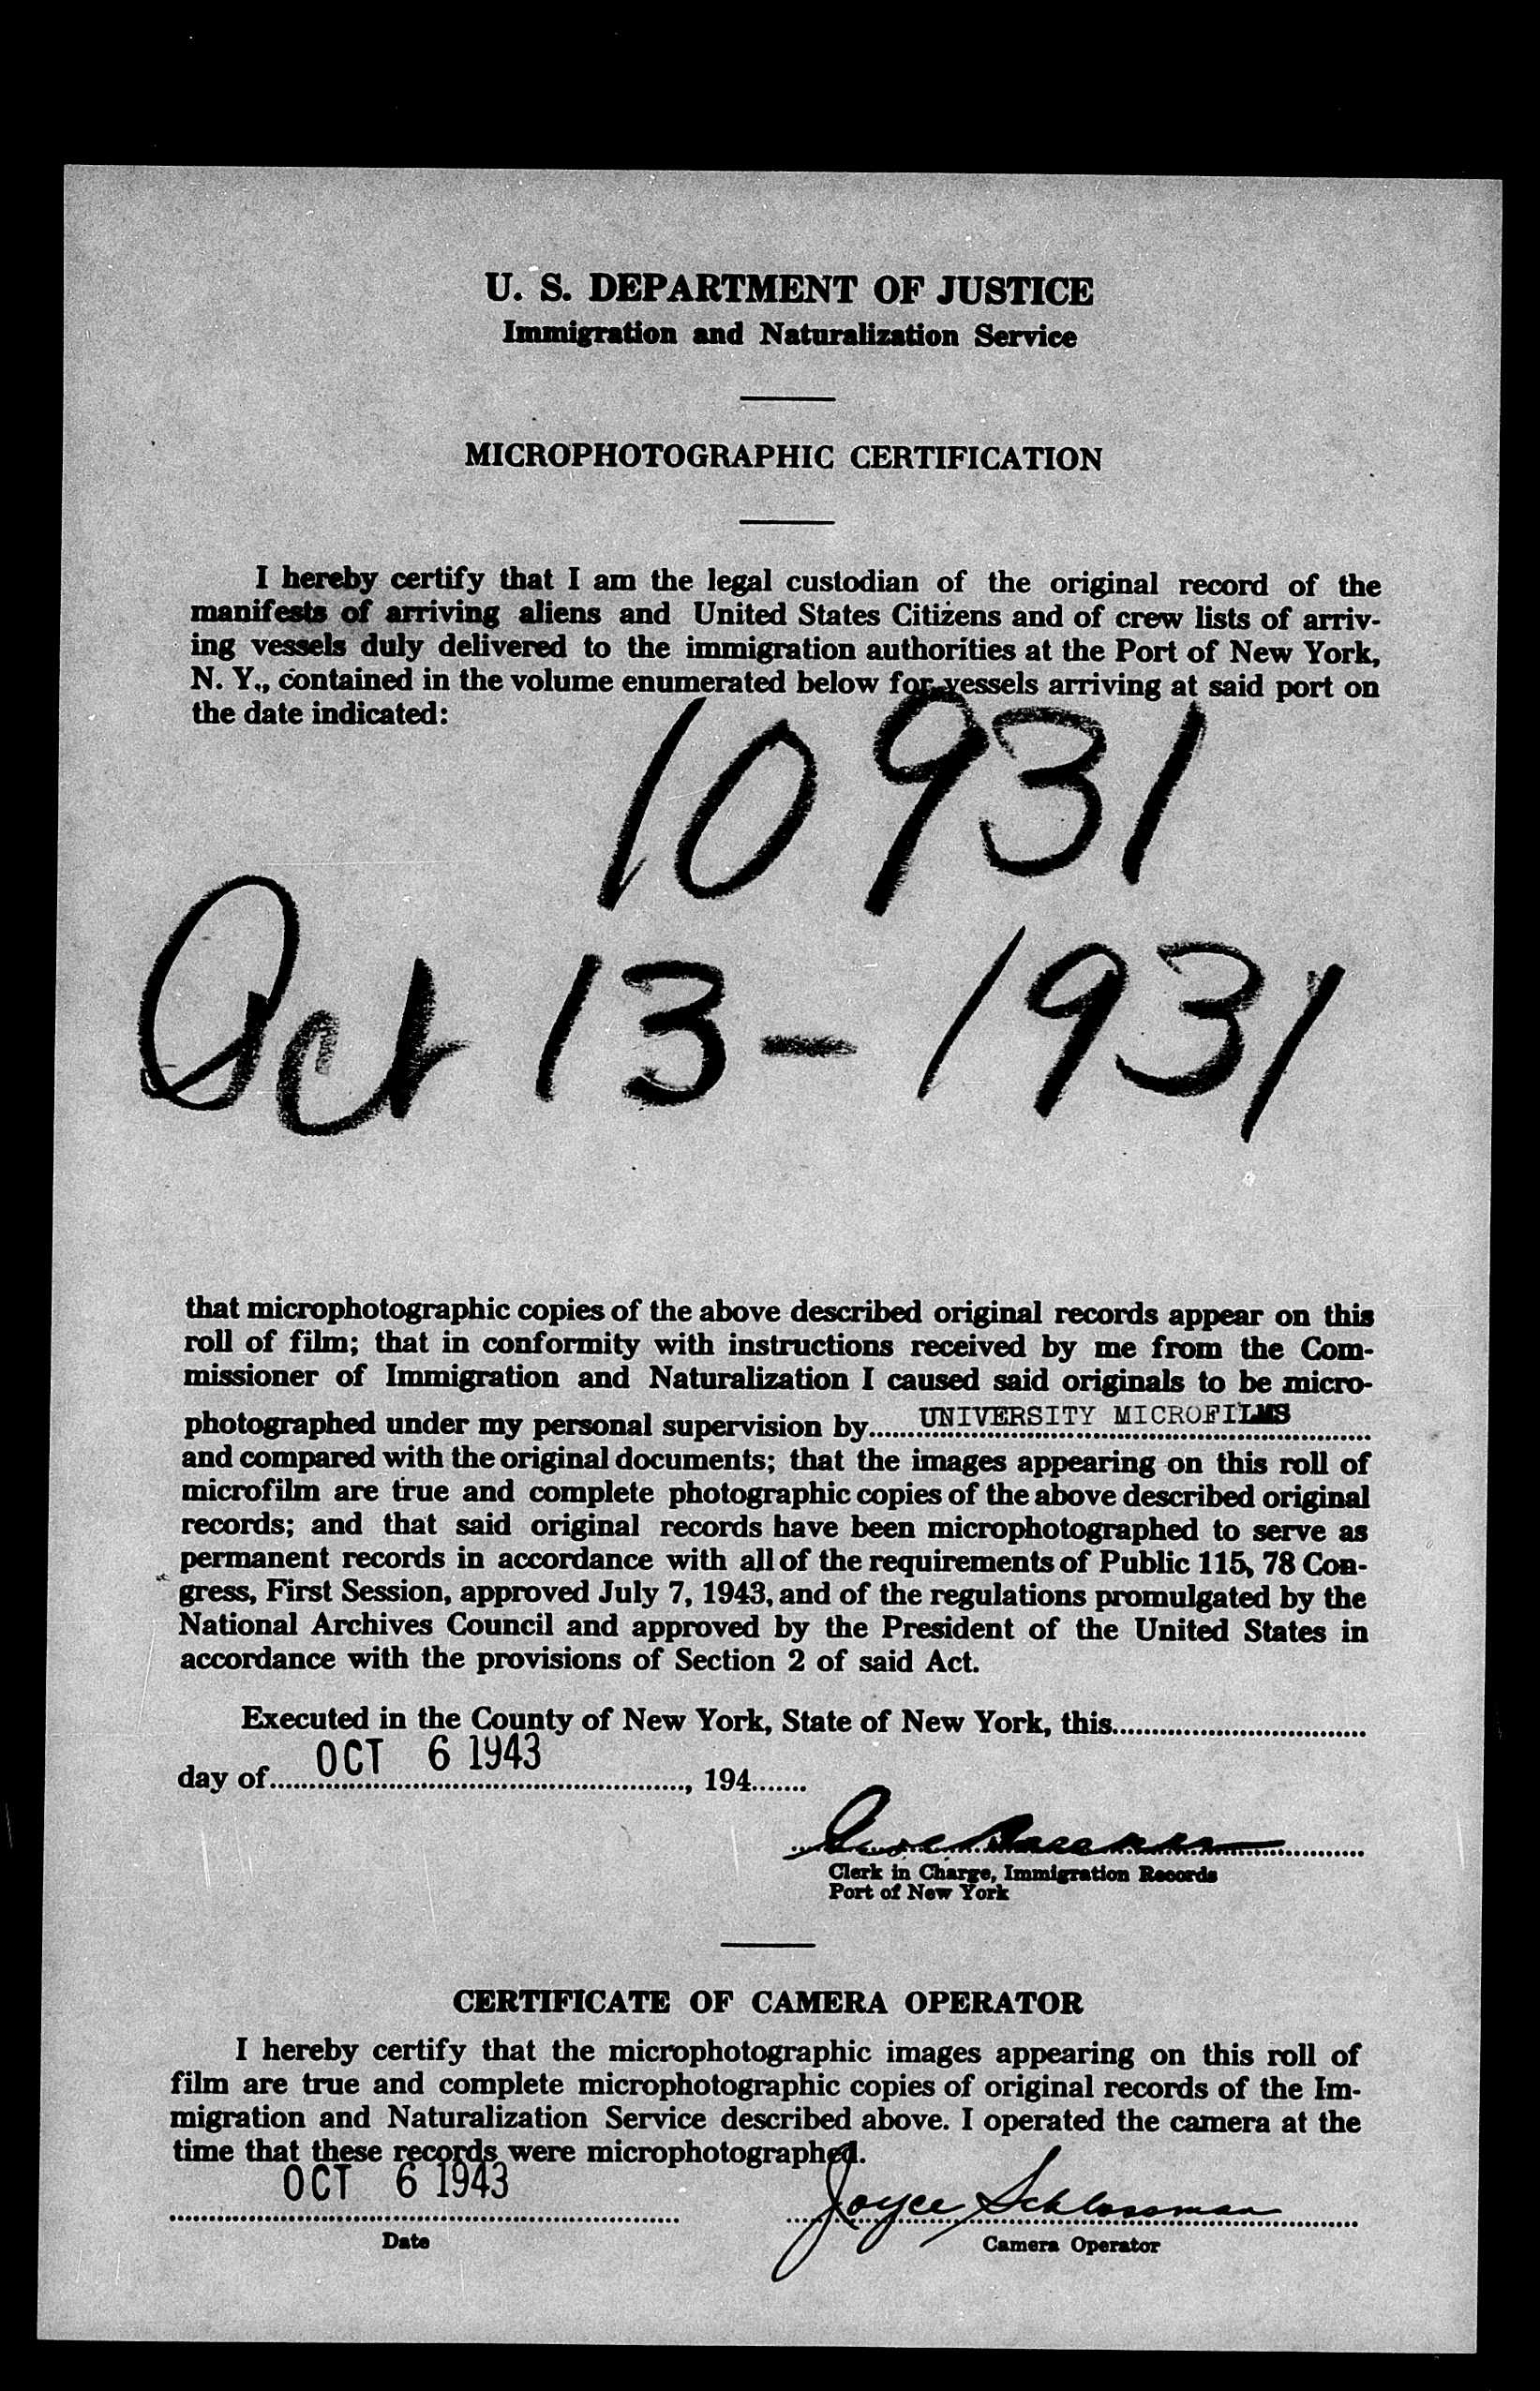 U. S. DEPARTMENT OF JUSTICE
Immigration and Naturalization Service
MICROPHOTOGRAPHIC CERTIFICATION
I hereby certify that I am the legal custodian of the original record of the
manifests of arriving aliens and United States Citizens and of crew lists of arriv-
ing vessels duly delivered to the immigration authorities at the Port of New York,
N. Y., contained in the volume enumerated below for vessels arriving at said port on
the date indicated:
10931
Oct 13 - 1931
that microphotographic copies of the above described original records appear on this
roll of film; that in conformity with instructions received by me from the Com-
missioner of Immigration and Naturalization I caused said originals to be micro-
photographed under my personal supervision by UNIVERSITY MICROFILMS
and compared with the original documents; that the images appearing on this roll of
microfilm are true and complete photographic copies of the above described original
records; and that said original records have been microphotographed to serve as
permanent records in accordance with all of the requirements of Public 115, 78 Con-
gress, First Session, approved July 7, 1943, and of the regulations promulgated by the
National Archives Council and approved by the President of the United States in
accordance with the provisions of Section 2 of said Act.
Executed in the County of New York, State of New York, this
day of OCT 6 1943, 194
Clerk in Charge, Immigration Records
Port of New York
CERTIFICATE OF CAMERA OPERATOR
I hereby certify that the microphotographic images appearing on this roll of
film are true and complete microphotographic copies of original records of the Im-
migration and Naturalization Service described above. I operated the camera at the
time that these records were microphotographed.
OCT 6 1943 Joyce Schlossman
Date Camera Operator